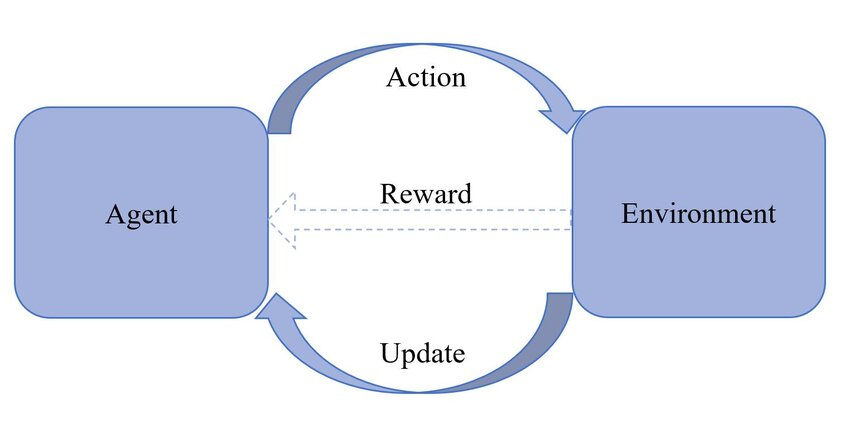 Action
Reward
Agent
Environment
Update